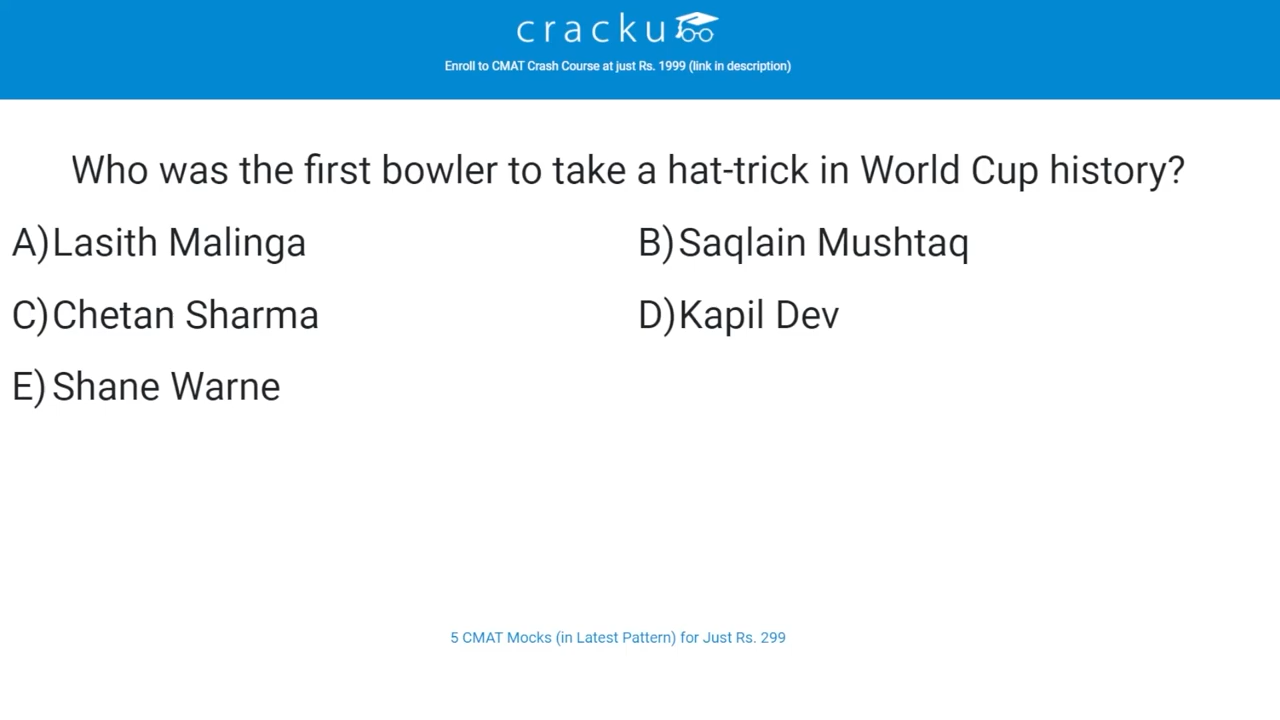 cracku
Enroll to CMAT Crash Course at just Rs. 1999 (link in description)
Who was the first bowler to take a hat-trick in World Cup history?
A)Lasith Malinga
B)Saqlain Mushtaq
C)Chetan Sharma
D)Kapil Dev
E)Shane Warne
5 CMAT Mocks (in Latest Pattern) for Just Rs. 299